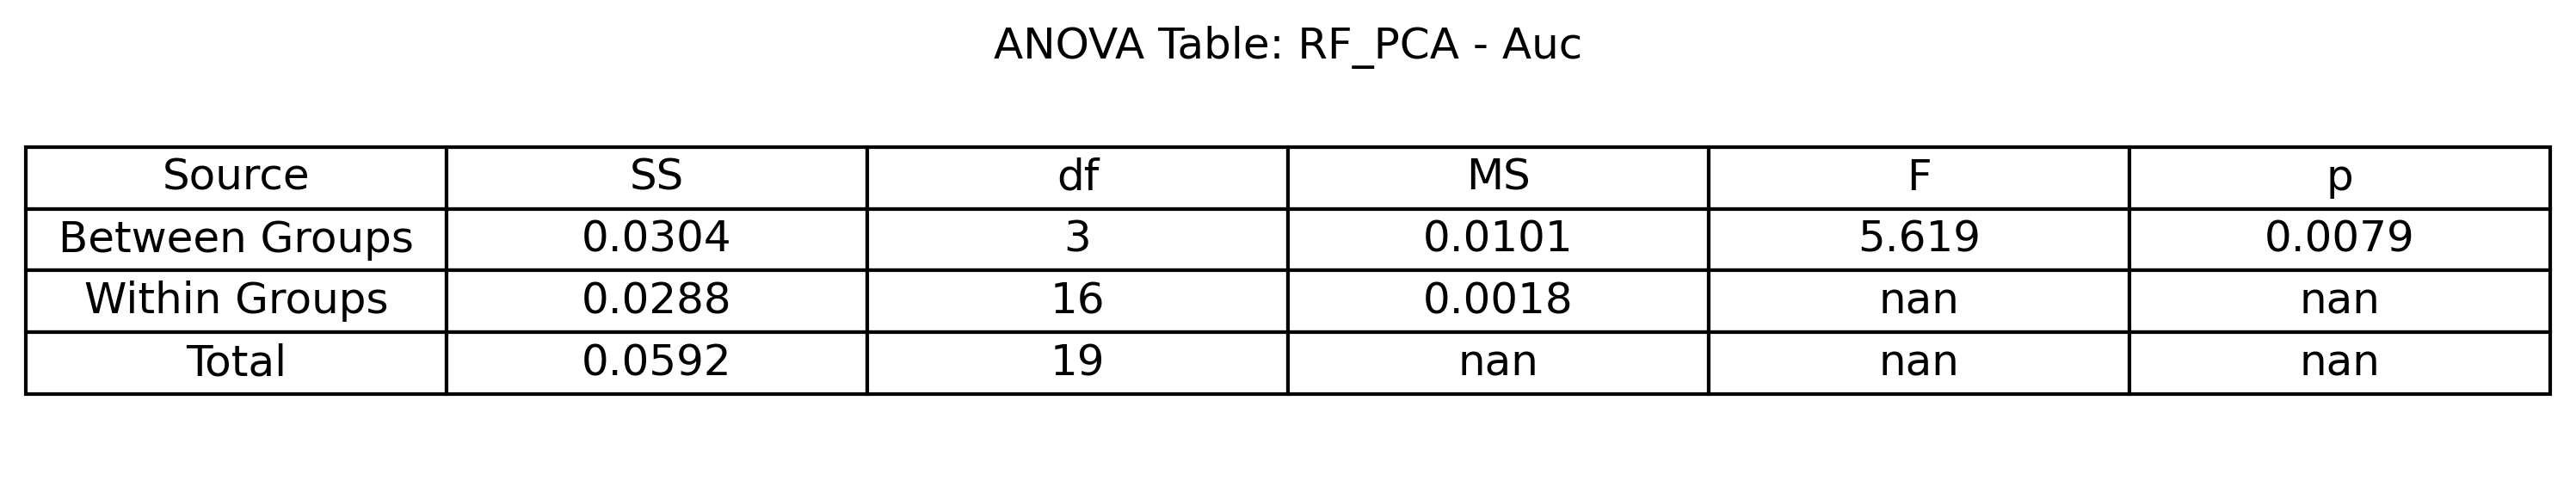 ANOVA Table: RF_PCA - Auc
Source SS df MS F p
Between Groups 0.0304 3 0.0101 5.619 0.0079
Within Groups 0.0288 16 0.0018 nan nan
Total 0.0592 19 nan nan nan